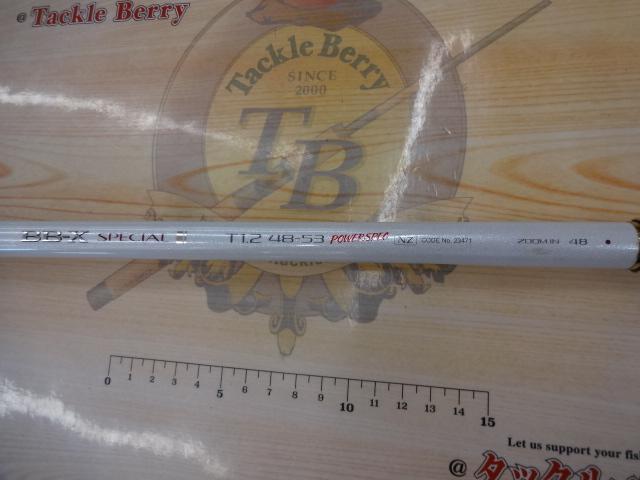 @ Tackle Berry
Tackle Berry
SINCE
2000
TB
BB-X SPECIAL II T1.2 48-53 POWERSPEC NZ CODE No. 23471 ZOOM IN 48
0 1 2 3 4 5 6 7 8 9 10 11 12 13 14 15
Let us support your fis
@ タックル